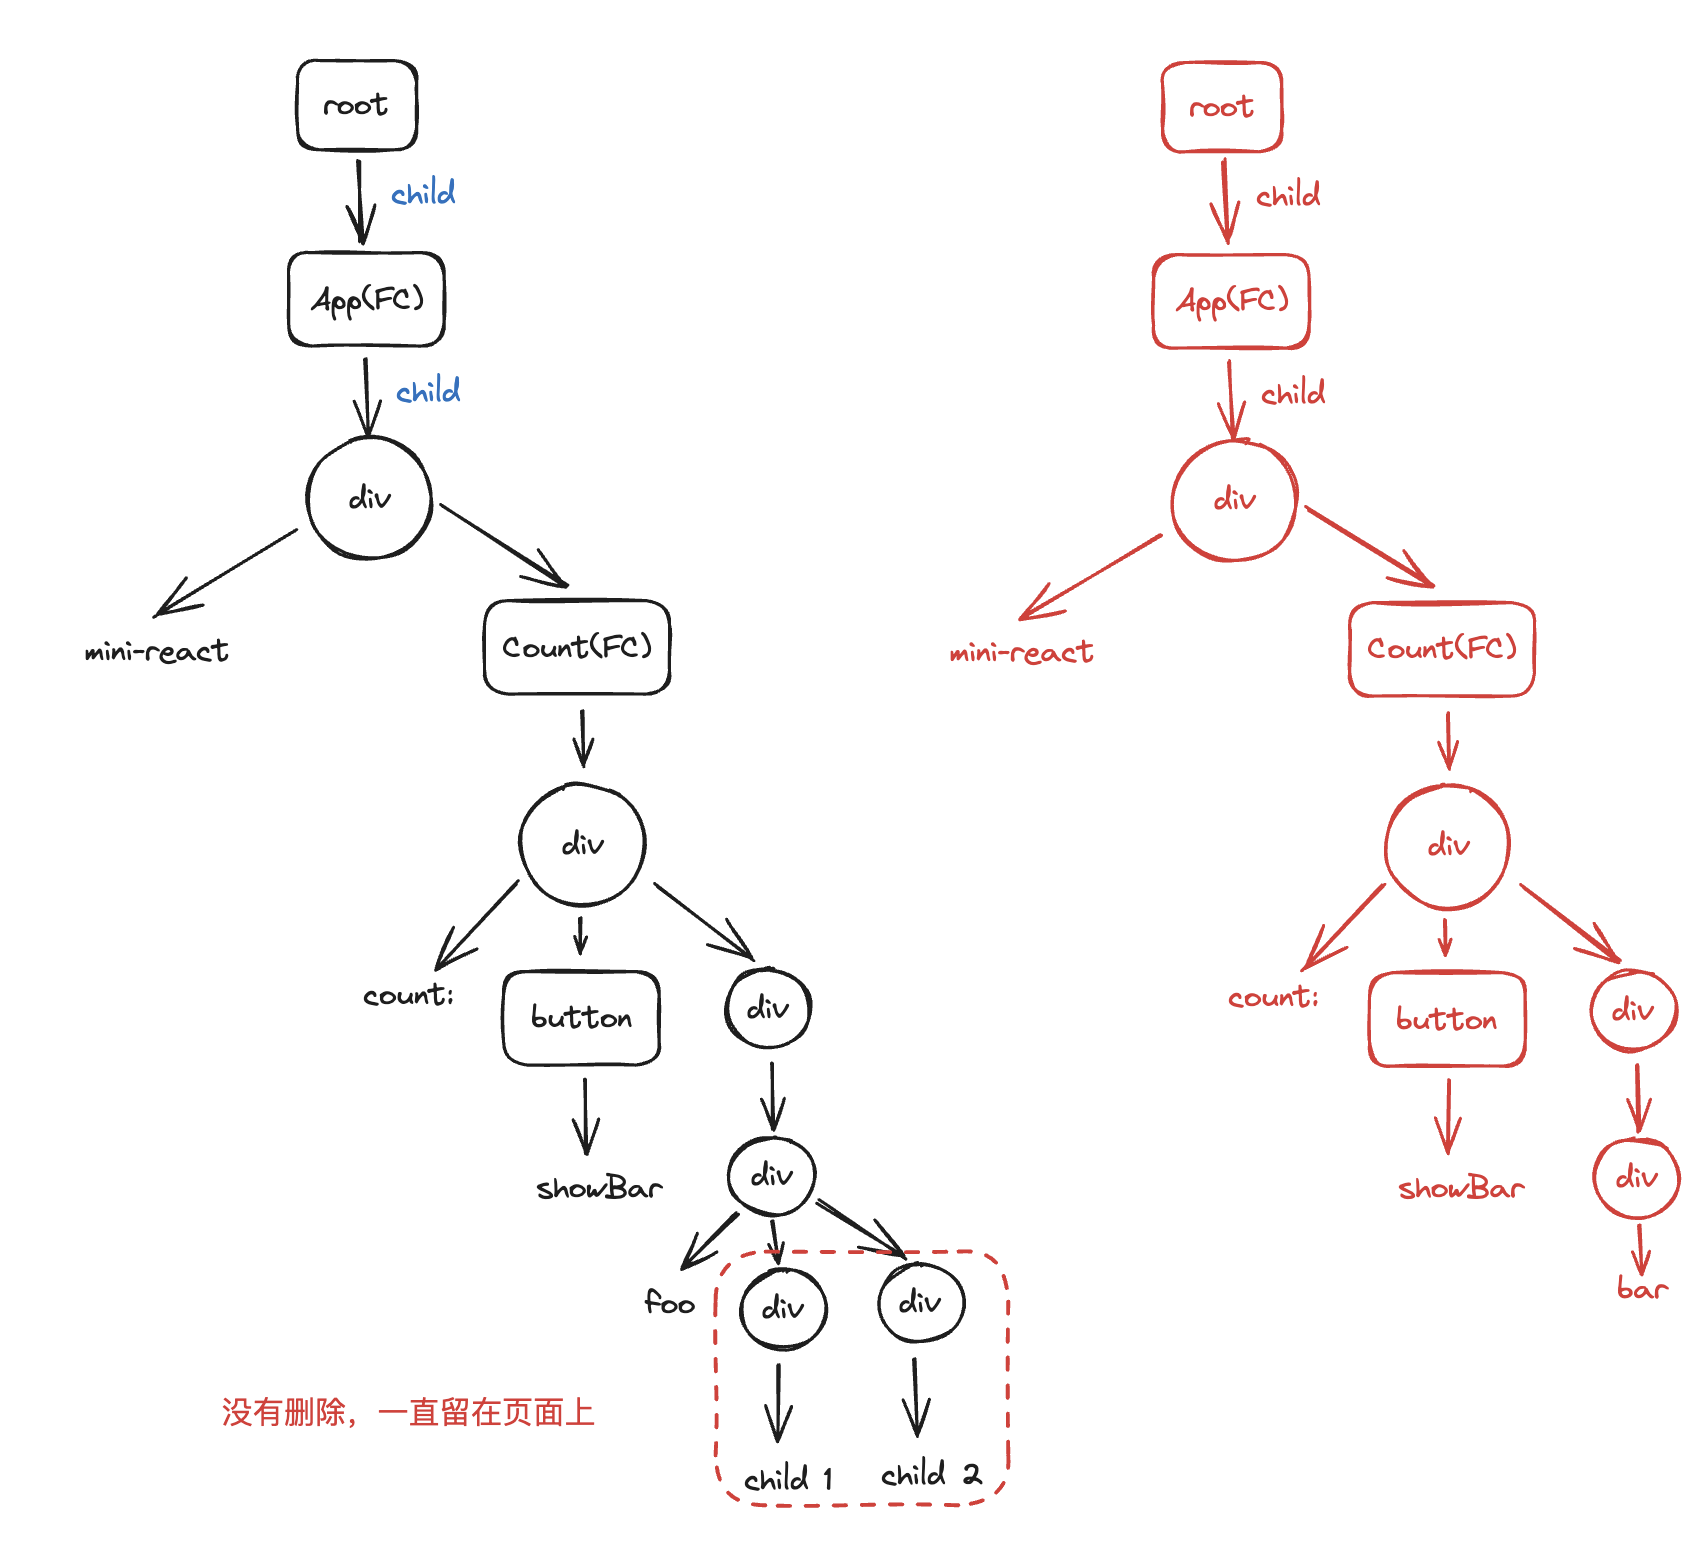 root
child
App(FC)
child
div
mini-react
Count(FC)
div
count:
button
div
showBar
div
foo
div
div
child 1
child 2
没有删除，一直留在页面上
root
child
App(FC)
child
div
mini-react
Count(FC)
div
count:
button
div
showBar
div
bar